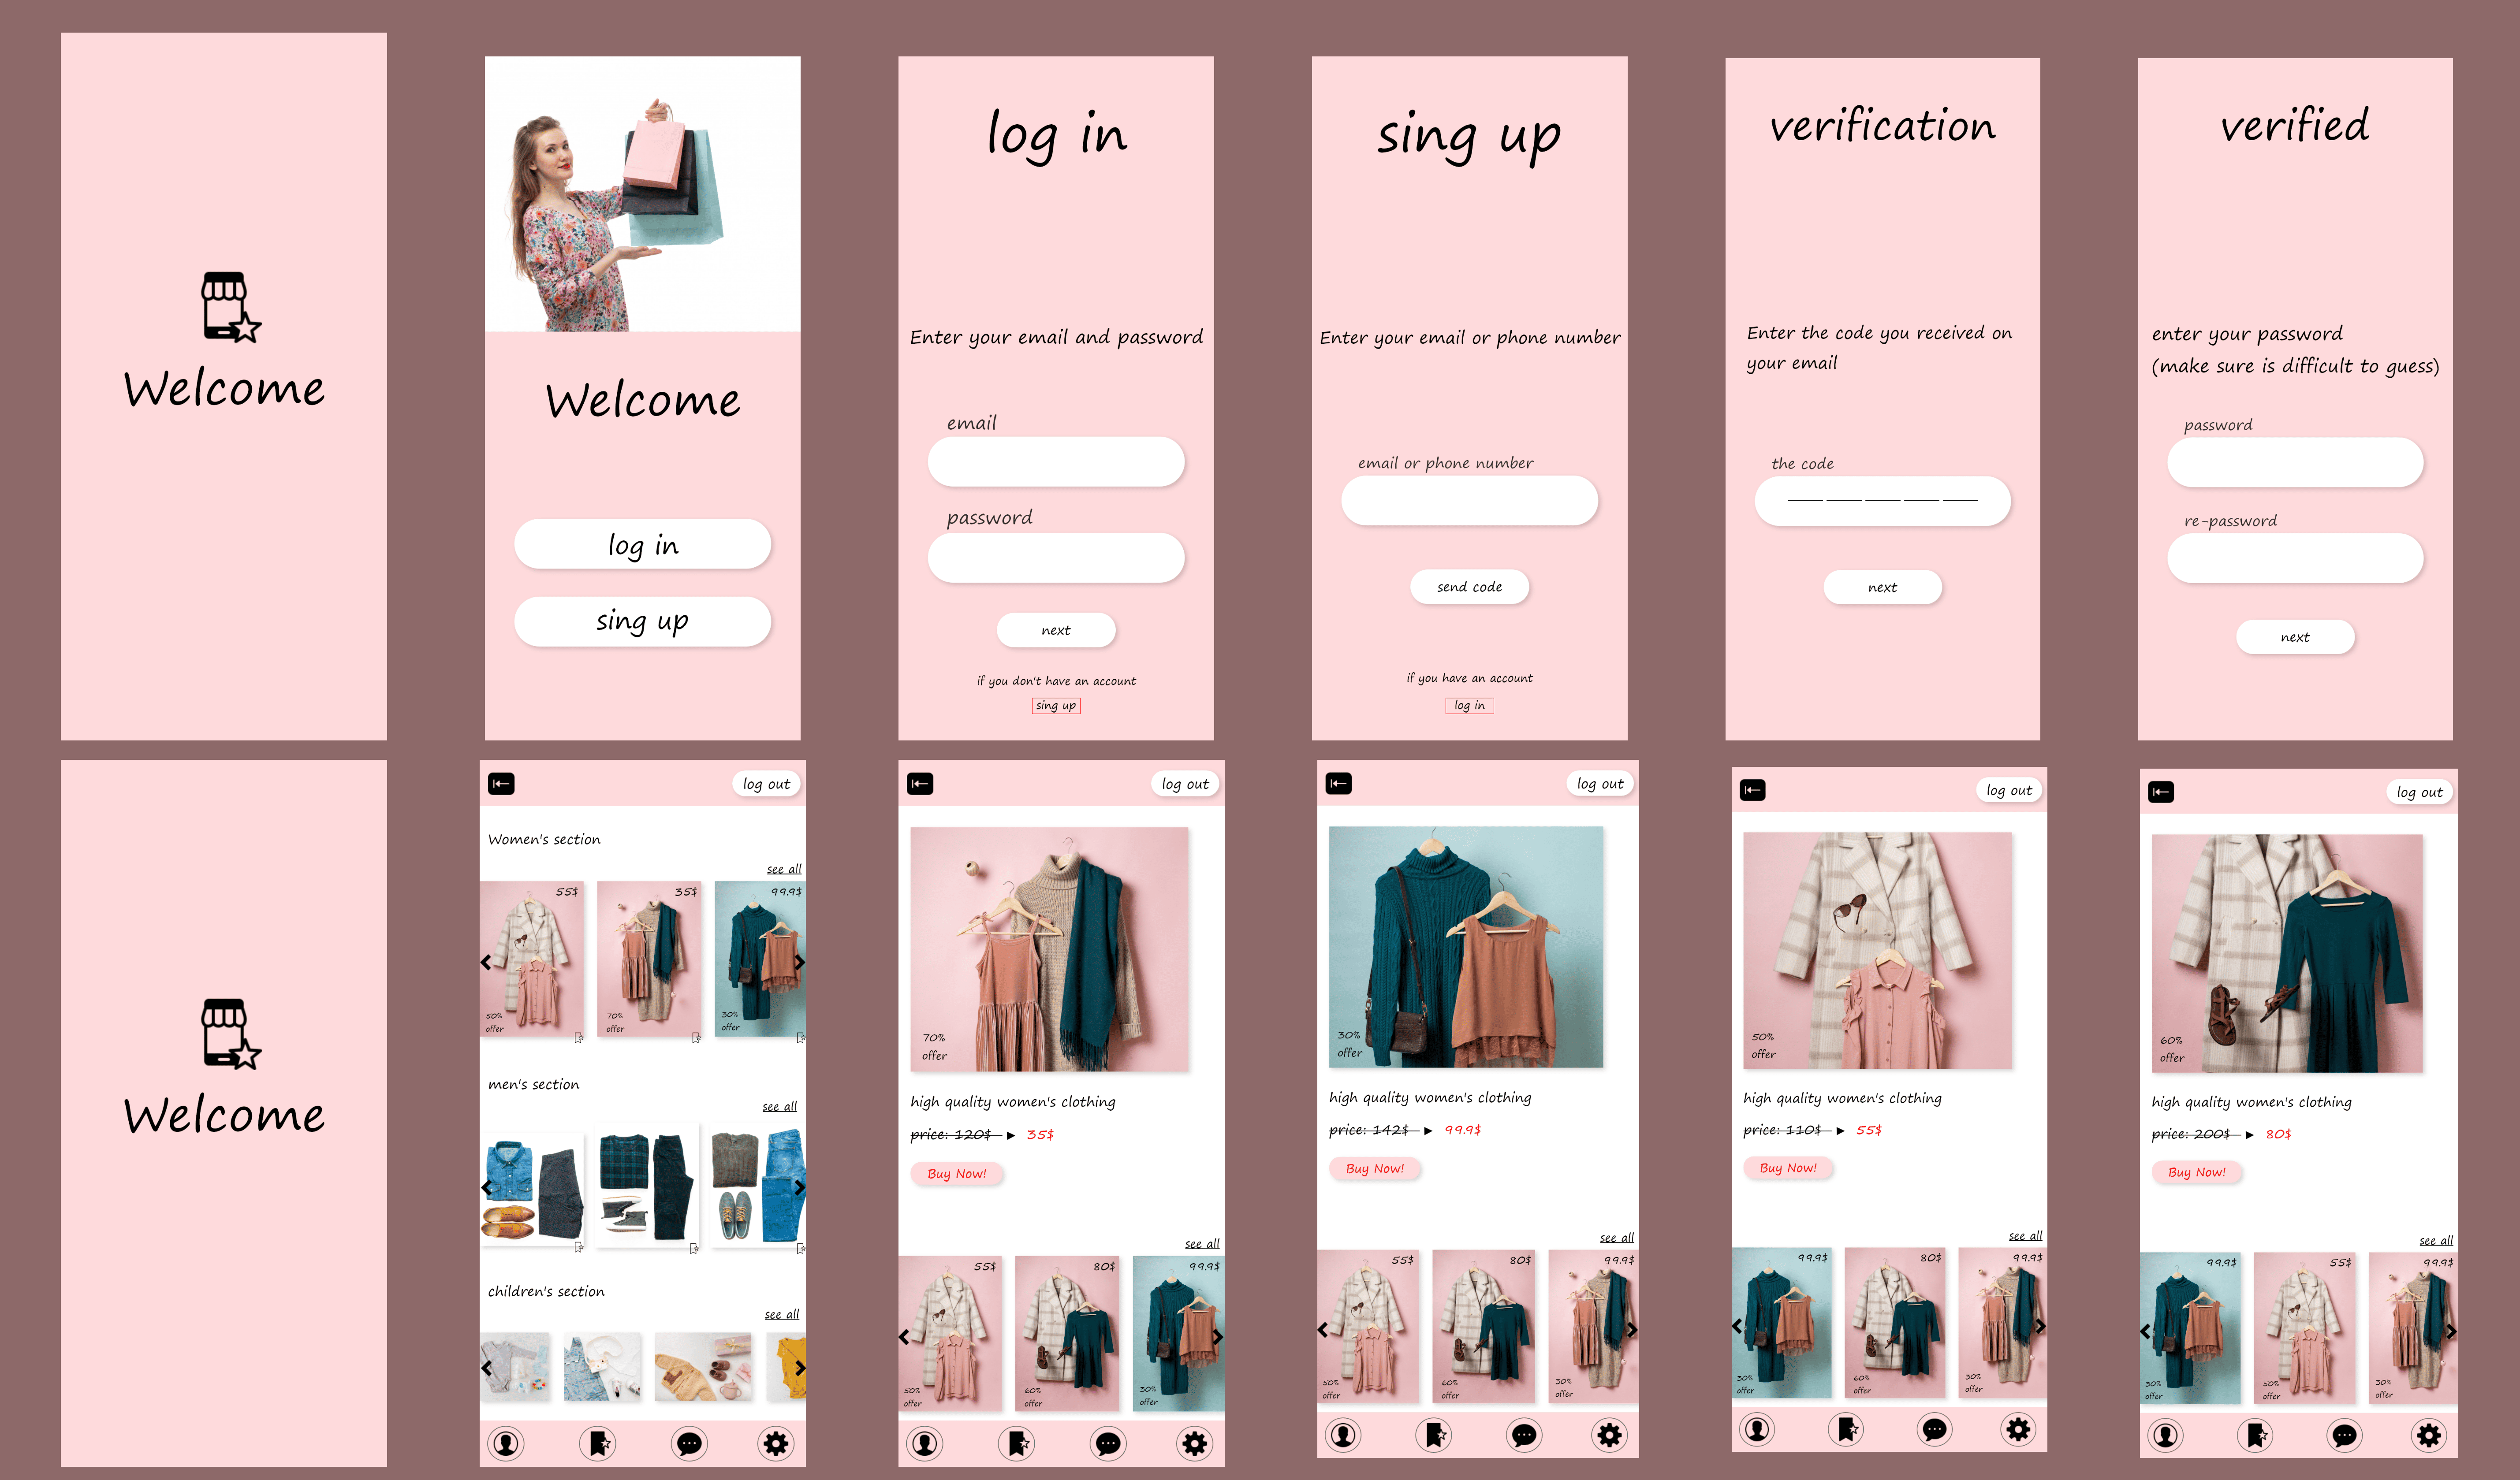 Welcome
Welcome
log in
sing up
log in
Enter your email and password
email
password
next
if you don't have an account
sing up
sing up
Enter your email or phone number
email or phone number
send code
if you have an account
log in
verification
Enter the code you received on
your email
the code
next
verified
enter your password
(make sure is difficult to guess)
password
re-password
next
Welcome
log out
Women's section
see all
55$
35$
99.9$
50%
offer
70%
offer
30%
offer
men's section
see all
children's section
see all
log out
70%
offer
high quality women's clothing
price: 120$ ► 35$
Buy Now!
see all
55$
80$
99.9$
50%
offer
60%
offer
30%
offer
log out
30%
offer
high quality women's clothing
price: 142$ ► 99.9$
Buy Now!
see all
55$
80$
99.9$
50%
offer
60%
offer
30%
offer
log out
50%
offer
high quality women's clothing
price: 110$ ► 55$
Buy Now!
see all
99.9$
80$
99.9$
30%
offer
60%
offer
30%
offer
log out
60%
offer
high quality women's clothing
price: 200$ ► 80$
Buy Now!
see all
99.9$
55$
99.9$
30%
offer
50%
offer
30%
offer